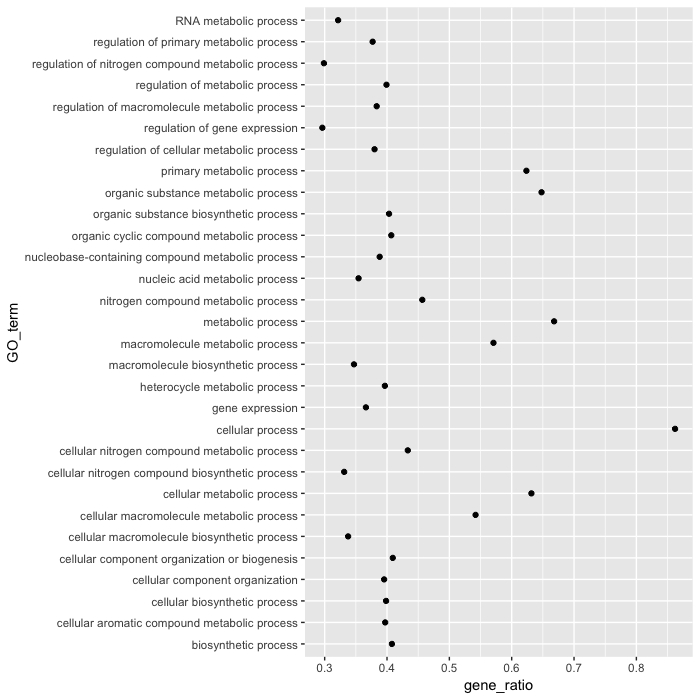 GO_term
RNA metabolic process
regulation of primary metabolic process
regulation of nitrogen compound metabolic process
regulation of metabolic process
regulation of macromolecule metabolic process
regulation of gene expression
regulation of cellular metabolic process
primary metabolic process
organic substance metabolic process
organic substance biosynthetic process
organic cyclic compound metabolic process
nucleobase-containing compound metabolic process
nucleic acid metabolic process
nitrogen compound metabolic process
metabolic process
macromolecule metabolic process
macromolecule biosynthetic process
heterocycle metabolic process
gene expression
cellular process
cellular nitrogen compound metabolic process
cellular nitrogen compound biosynthetic process
cellular metabolic process
cellular macromolecule metabolic process
cellular macromolecule biosynthetic process
cellular component organization or biogenesis
cellular component organization
cellular biosynthetic process
cellular aromatic compound metabolic process
biosynthetic process
0.3 0.4 0.5 0.6 0.7 0.8
gene_ratio